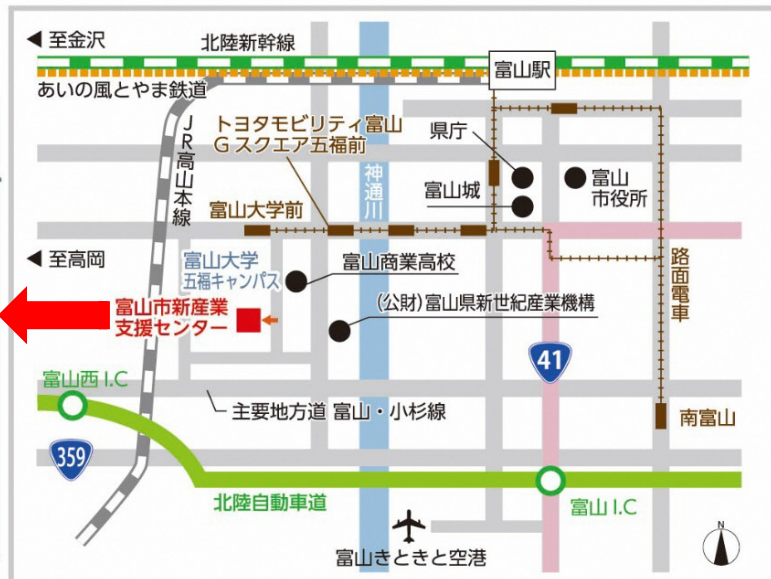 ◀ 至金沢
北陸新幹線
富山駅
あいの風とやま鉄道
JR高山本線
トヨタモビリティ富山
Gスクエア五福前
県庁
神通川
富山城
富山
市役所
富山大学前
◀ 至高岡
富山大学
五福キャンパス
富山商業高校
路面電車
富山市新産業
支援センター
(公財)富山県新世紀産業機構
41
富山西 I.C
主要地方道 富山・小杉線
南富山
359
北陸自動車道
富山 I.C
N
富山きときと空港